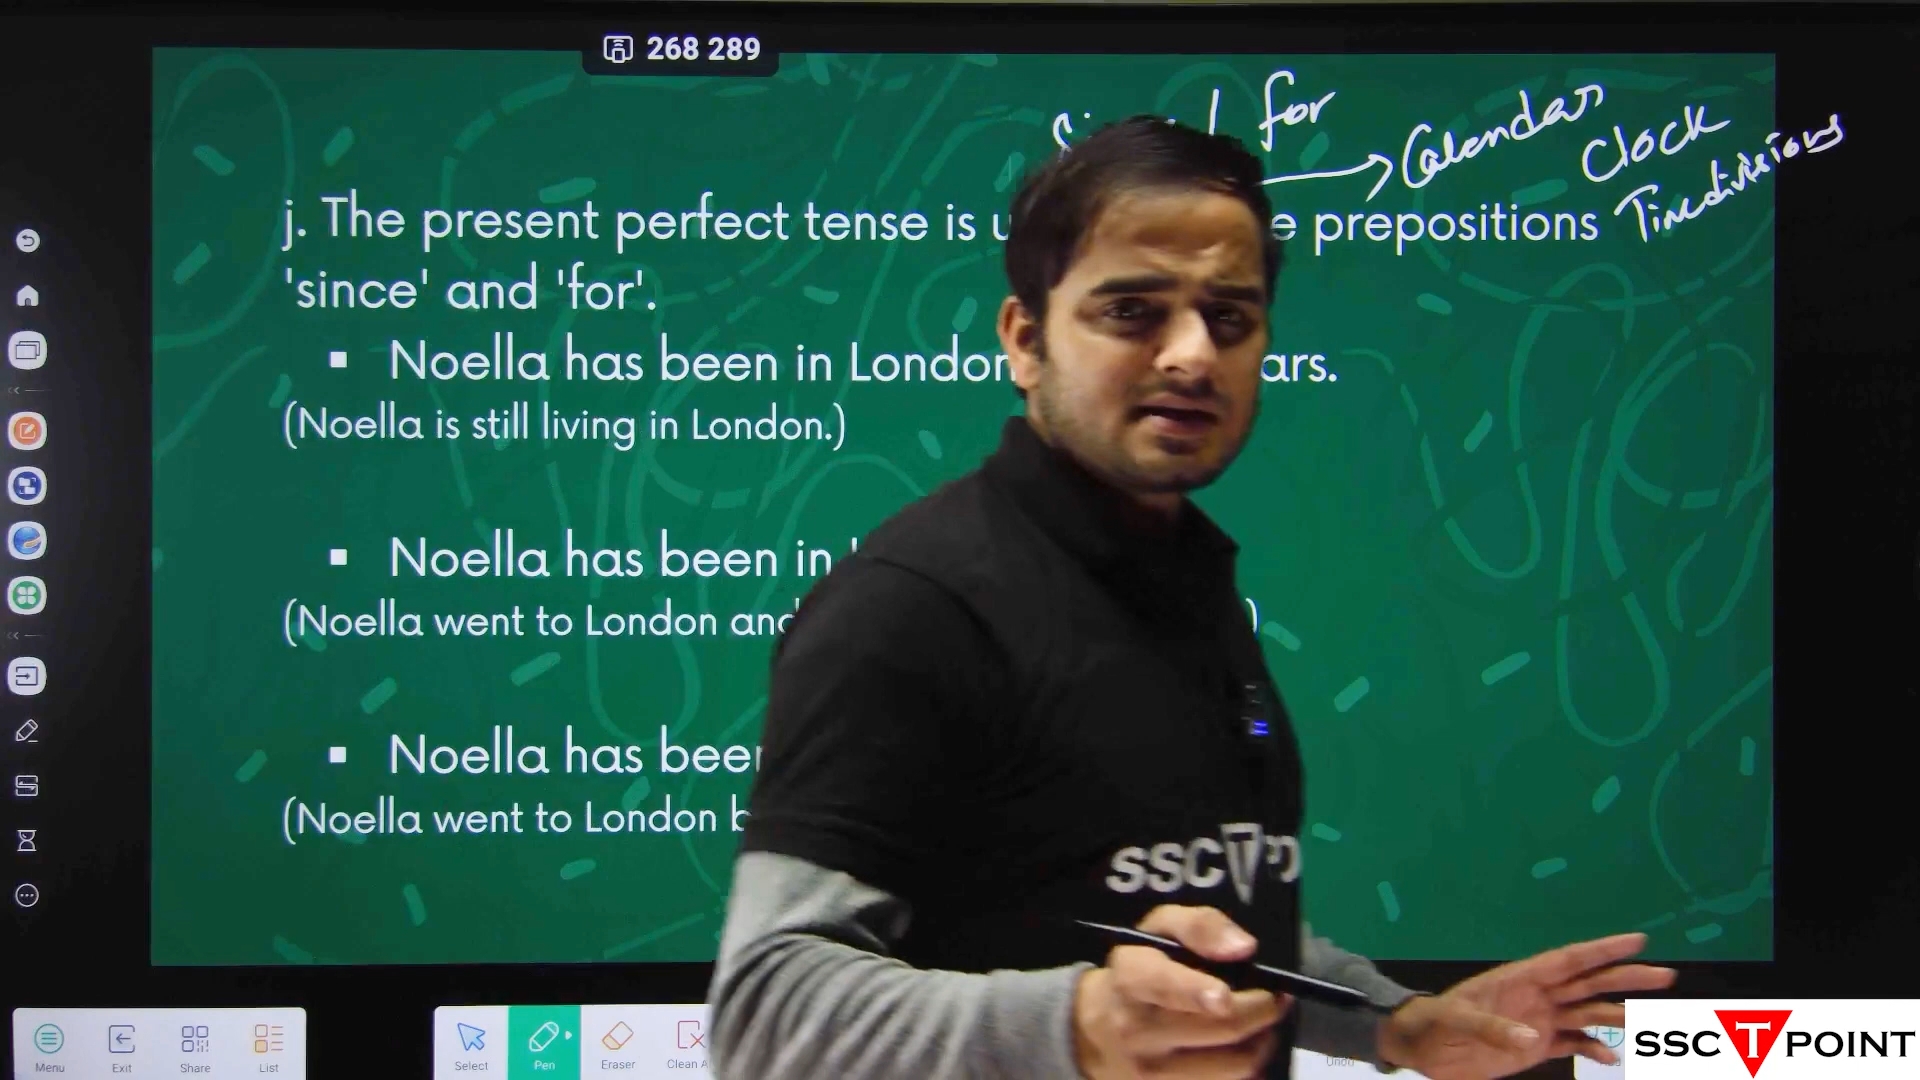 268 289
for
Calendar
Clock
Timedivisions
j. The present perfect tense is prepositions
'since' and 'for'.
▪ Noella has been in London
(Noella is still living in London.)
▪ Noella has been in
(Noella went to London and
▪ Noella has been
(Noella went to London
SSC
Menu Exit Share List Select Pen Eraser Clean Undo
SSC T POINT